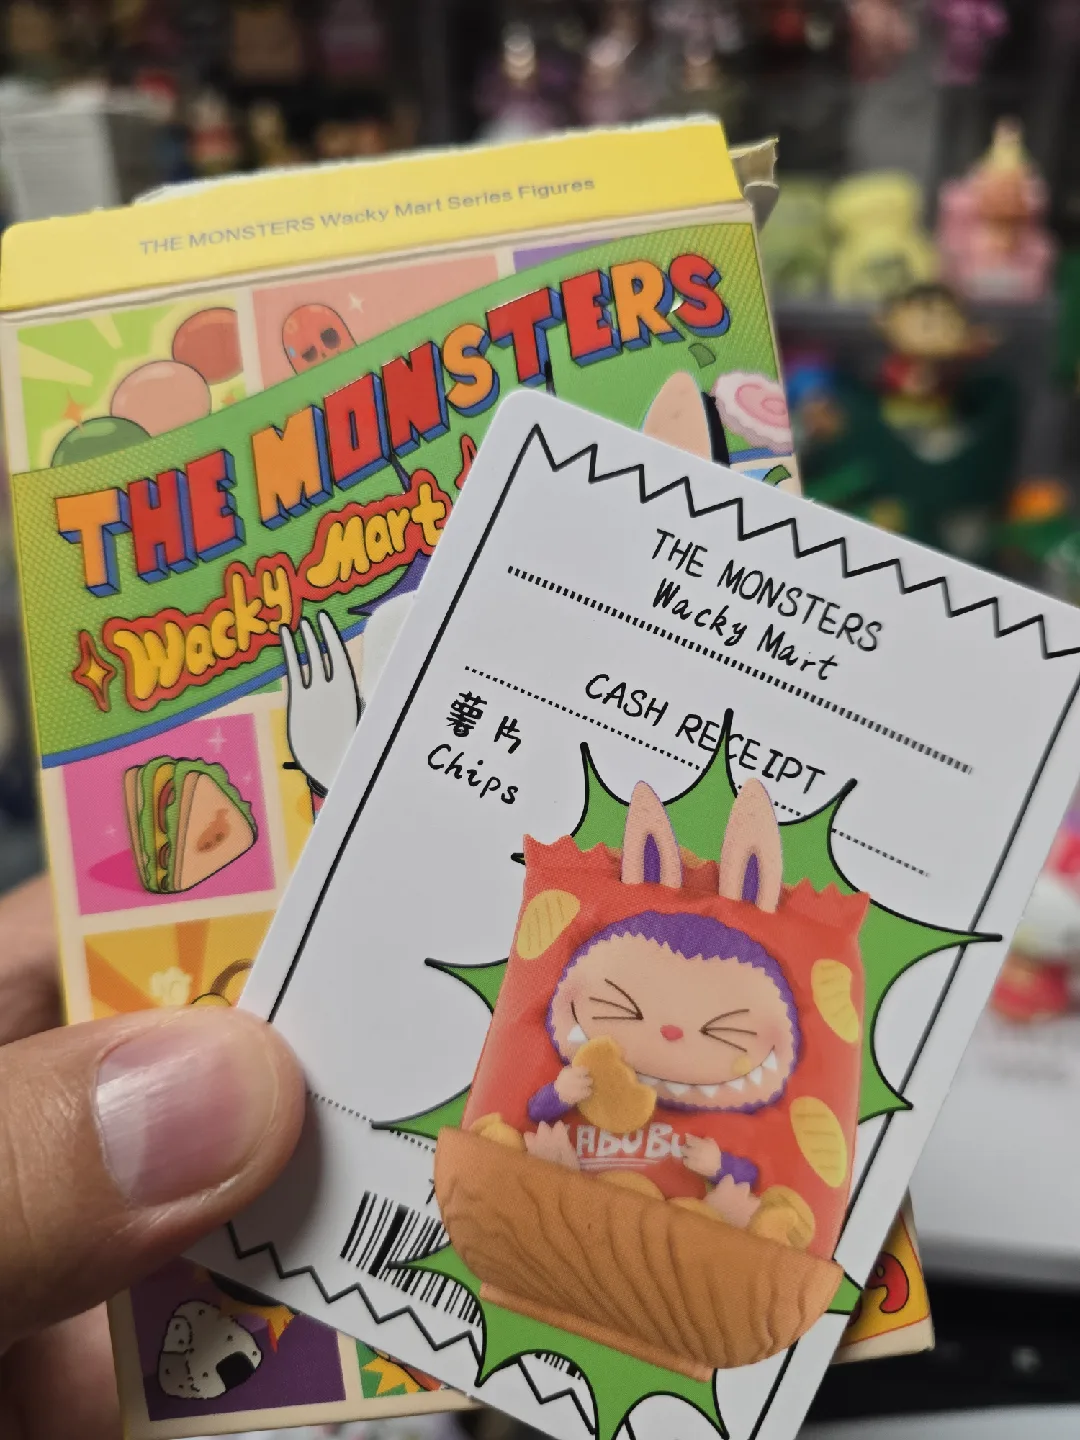 THE MONSTERS Wacky Mart Series Figures
THE MONSTERS
Wacky Mart
THE MONSTERS
Wacky Mart
CASH RECEIPT
薯片
Chips